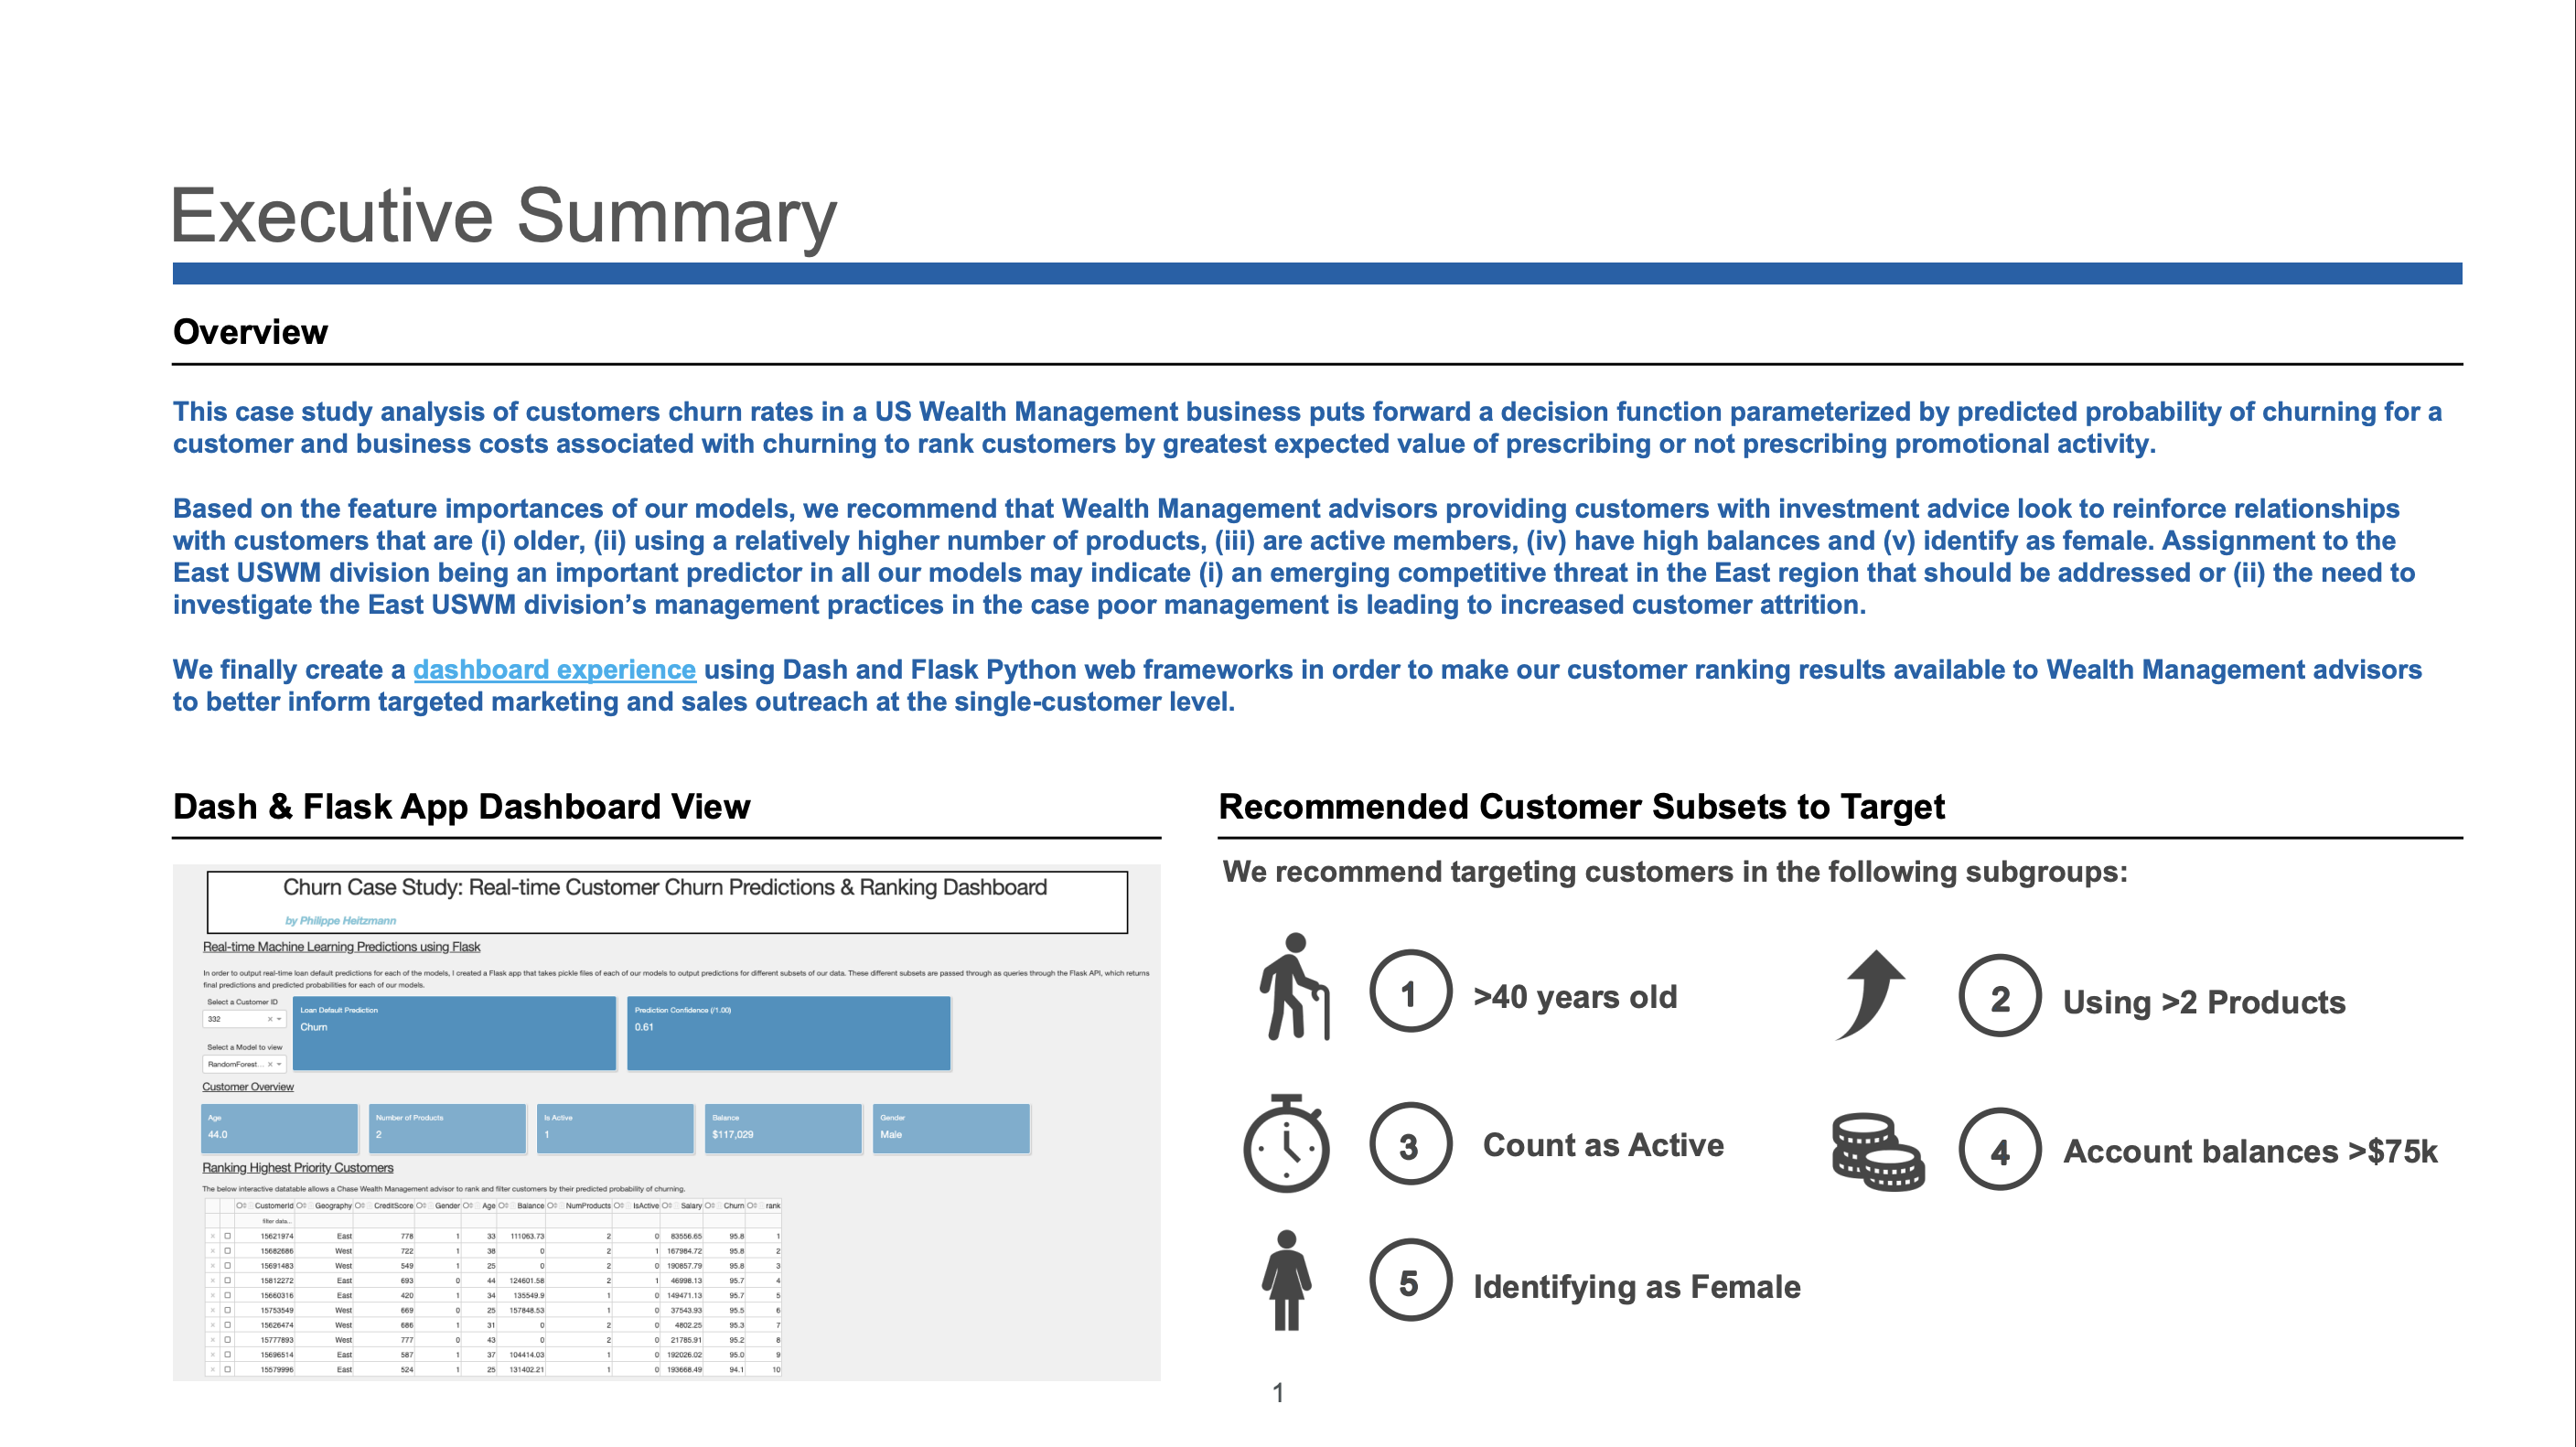 Executive Summary
Overview
This case study analysis of customers churn rates in a US Wealth Management business puts forward a decision function parameterized by predicted probability of churning for a
customer and business costs associated with churning to rank customers by greatest expected value of prescribing or not prescribing promotional activity.
Based on the feature importances of our models, we recommend that Wealth Management advisors providing customers with investment advice look to reinforce relationships
with customers that are (i) older, (ii) using a relatively higher number of products, (iii) are active members, (iv) have high balances and (v) identify as female. Assignment to the
East USWM division being an important predictor in all our models may indicate (i) an emerging competitive threat in the East region that should be addressed or (ii) the need to
investigate the East USWM division’s management practices in the case poor management is leading to increased customer attrition.
We finally create a dashboard experience using Dash and Flask Python web frameworks in order to make our customer ranking results available to Wealth Management advisors
to better inform targeted marketing and sales outreach at the single-customer level.
Dash & Flask App Dashboard View
Churn Case Study: Real-time Customer Churn Predictions & Ranking Dashboard
by Philippe Heitzmann
Real-time Machine Learning Predictions using Flask
In order to output real-time loan default predictions for each of the models, I created a Flask app that takes pickle files of each of our models to output predictions for different subsets of our data. These different subsets are passed through as queries through the Flask API, which returns
final predictions and predicted probabilities for each of our models.
Select a Customer ID
332
Select a Model to view
RandomForest...
Loan Default Prediction
Churn
Prediction Confidence (/1.00)
0.61
Customer Overview
Age
44.0
Number of Products
2
Is Active
1
Balance
$117,029
Gender
Male
Ranking Highest Priority Customers
The below interactive datatable allows a Chase Wealth Management advisor to rank and filter customers by their predicted probability of churning.
CustomerId Geography CreditScore Gender Age Balance NumProducts IsActive Salary Churn rank
filter data...
15621974 East 778 1 33 111063.73 2 0 83556.65 95.8 1
15682686 West 722 1 38 0 2 1 167984.72 95.8 2
15691483 West 549 1 25 0 2 0 190857.79 95.8 3
15812272 East 693 0 44 124601.58 2 1 46998.13 95.7 4
15660316 East 420 1 34 135549.9 1 0 149471.13 95.7 5
15753549 West 669 0 25 157848.53 1 0 37543.93 95.5 6
15626474 West 686 1 31 0 2 0 4802.25 95.3 7
15777893 West 777 0 43 0 2 0 21785.91 95.2 8
15696514 East 587 1 37 104414.03 1 0 192026.02 95.0 9
15579996 East 524 1 25 131402.21 1 0 193668.49 94.1 10
Recommended Customer Subsets to Target
We recommend targeting customers in the following subgroups:
1 >40 years old
2 Using >2 Products
3 Count as Active
4 Account balances >$75k
5 Identifying as Female
1